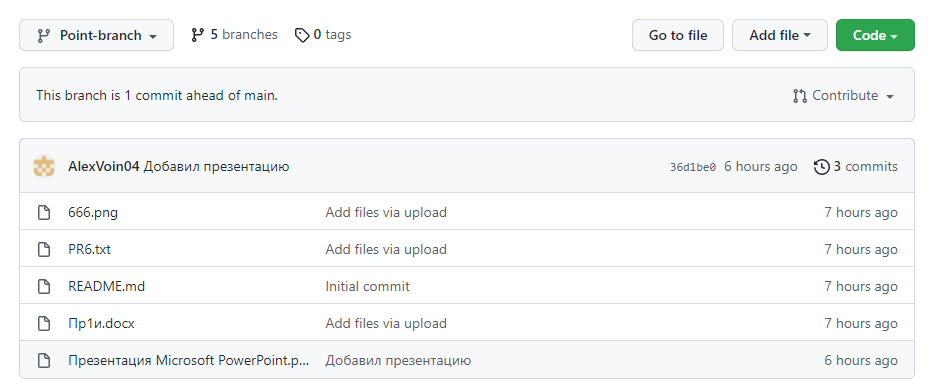 Point-branch 5 branches 0 tags Go to file Add file Code
This branch is 1 commit ahead of main. Contribute
AlexVoin04 Добавил презентацию 36d1be0 6 hours ago 3 commits
666.png Add files via upload 7 hours ago
PR6.txt Add files via upload 7 hours ago
README.md Initial commit 7 hours ago
Пр1и.docx Add files via upload 7 hours ago
Презентация Microsoft PowerPoint.p... Добавил презентацию 6 hours ago